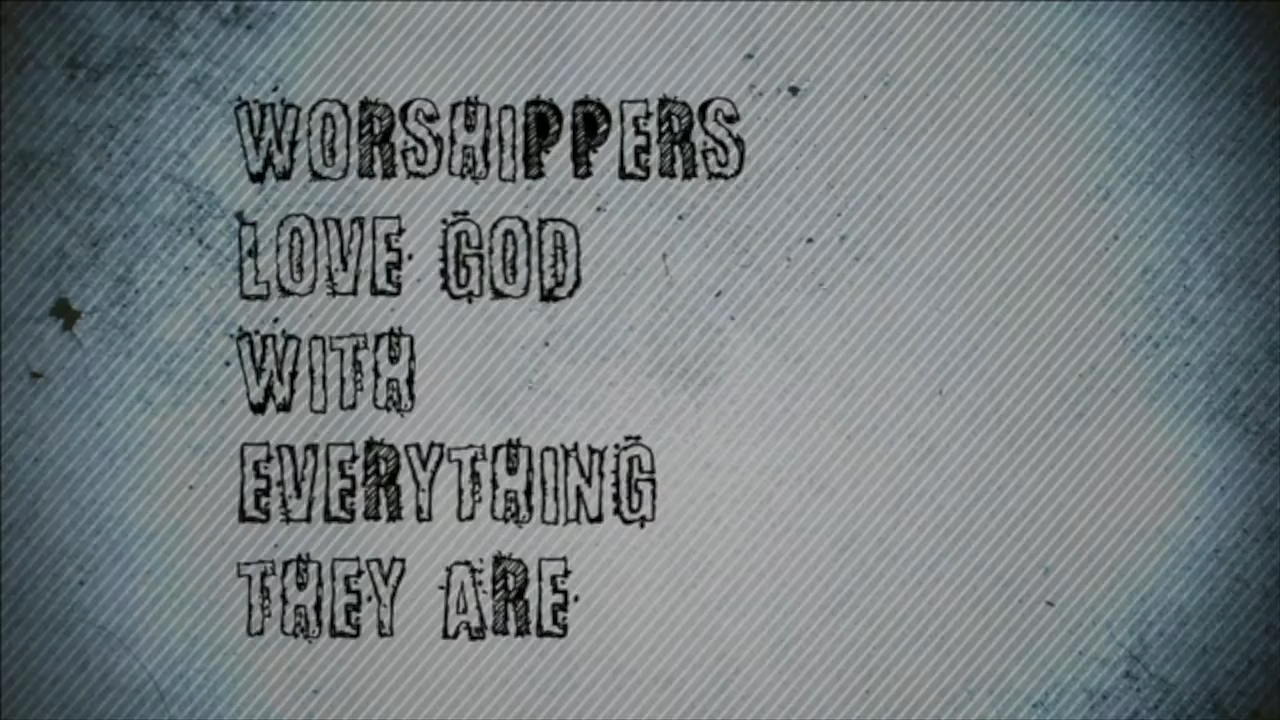 WORSHIPPERS
LOVE GOD
WITH
EVERYTHING
THEY ARE